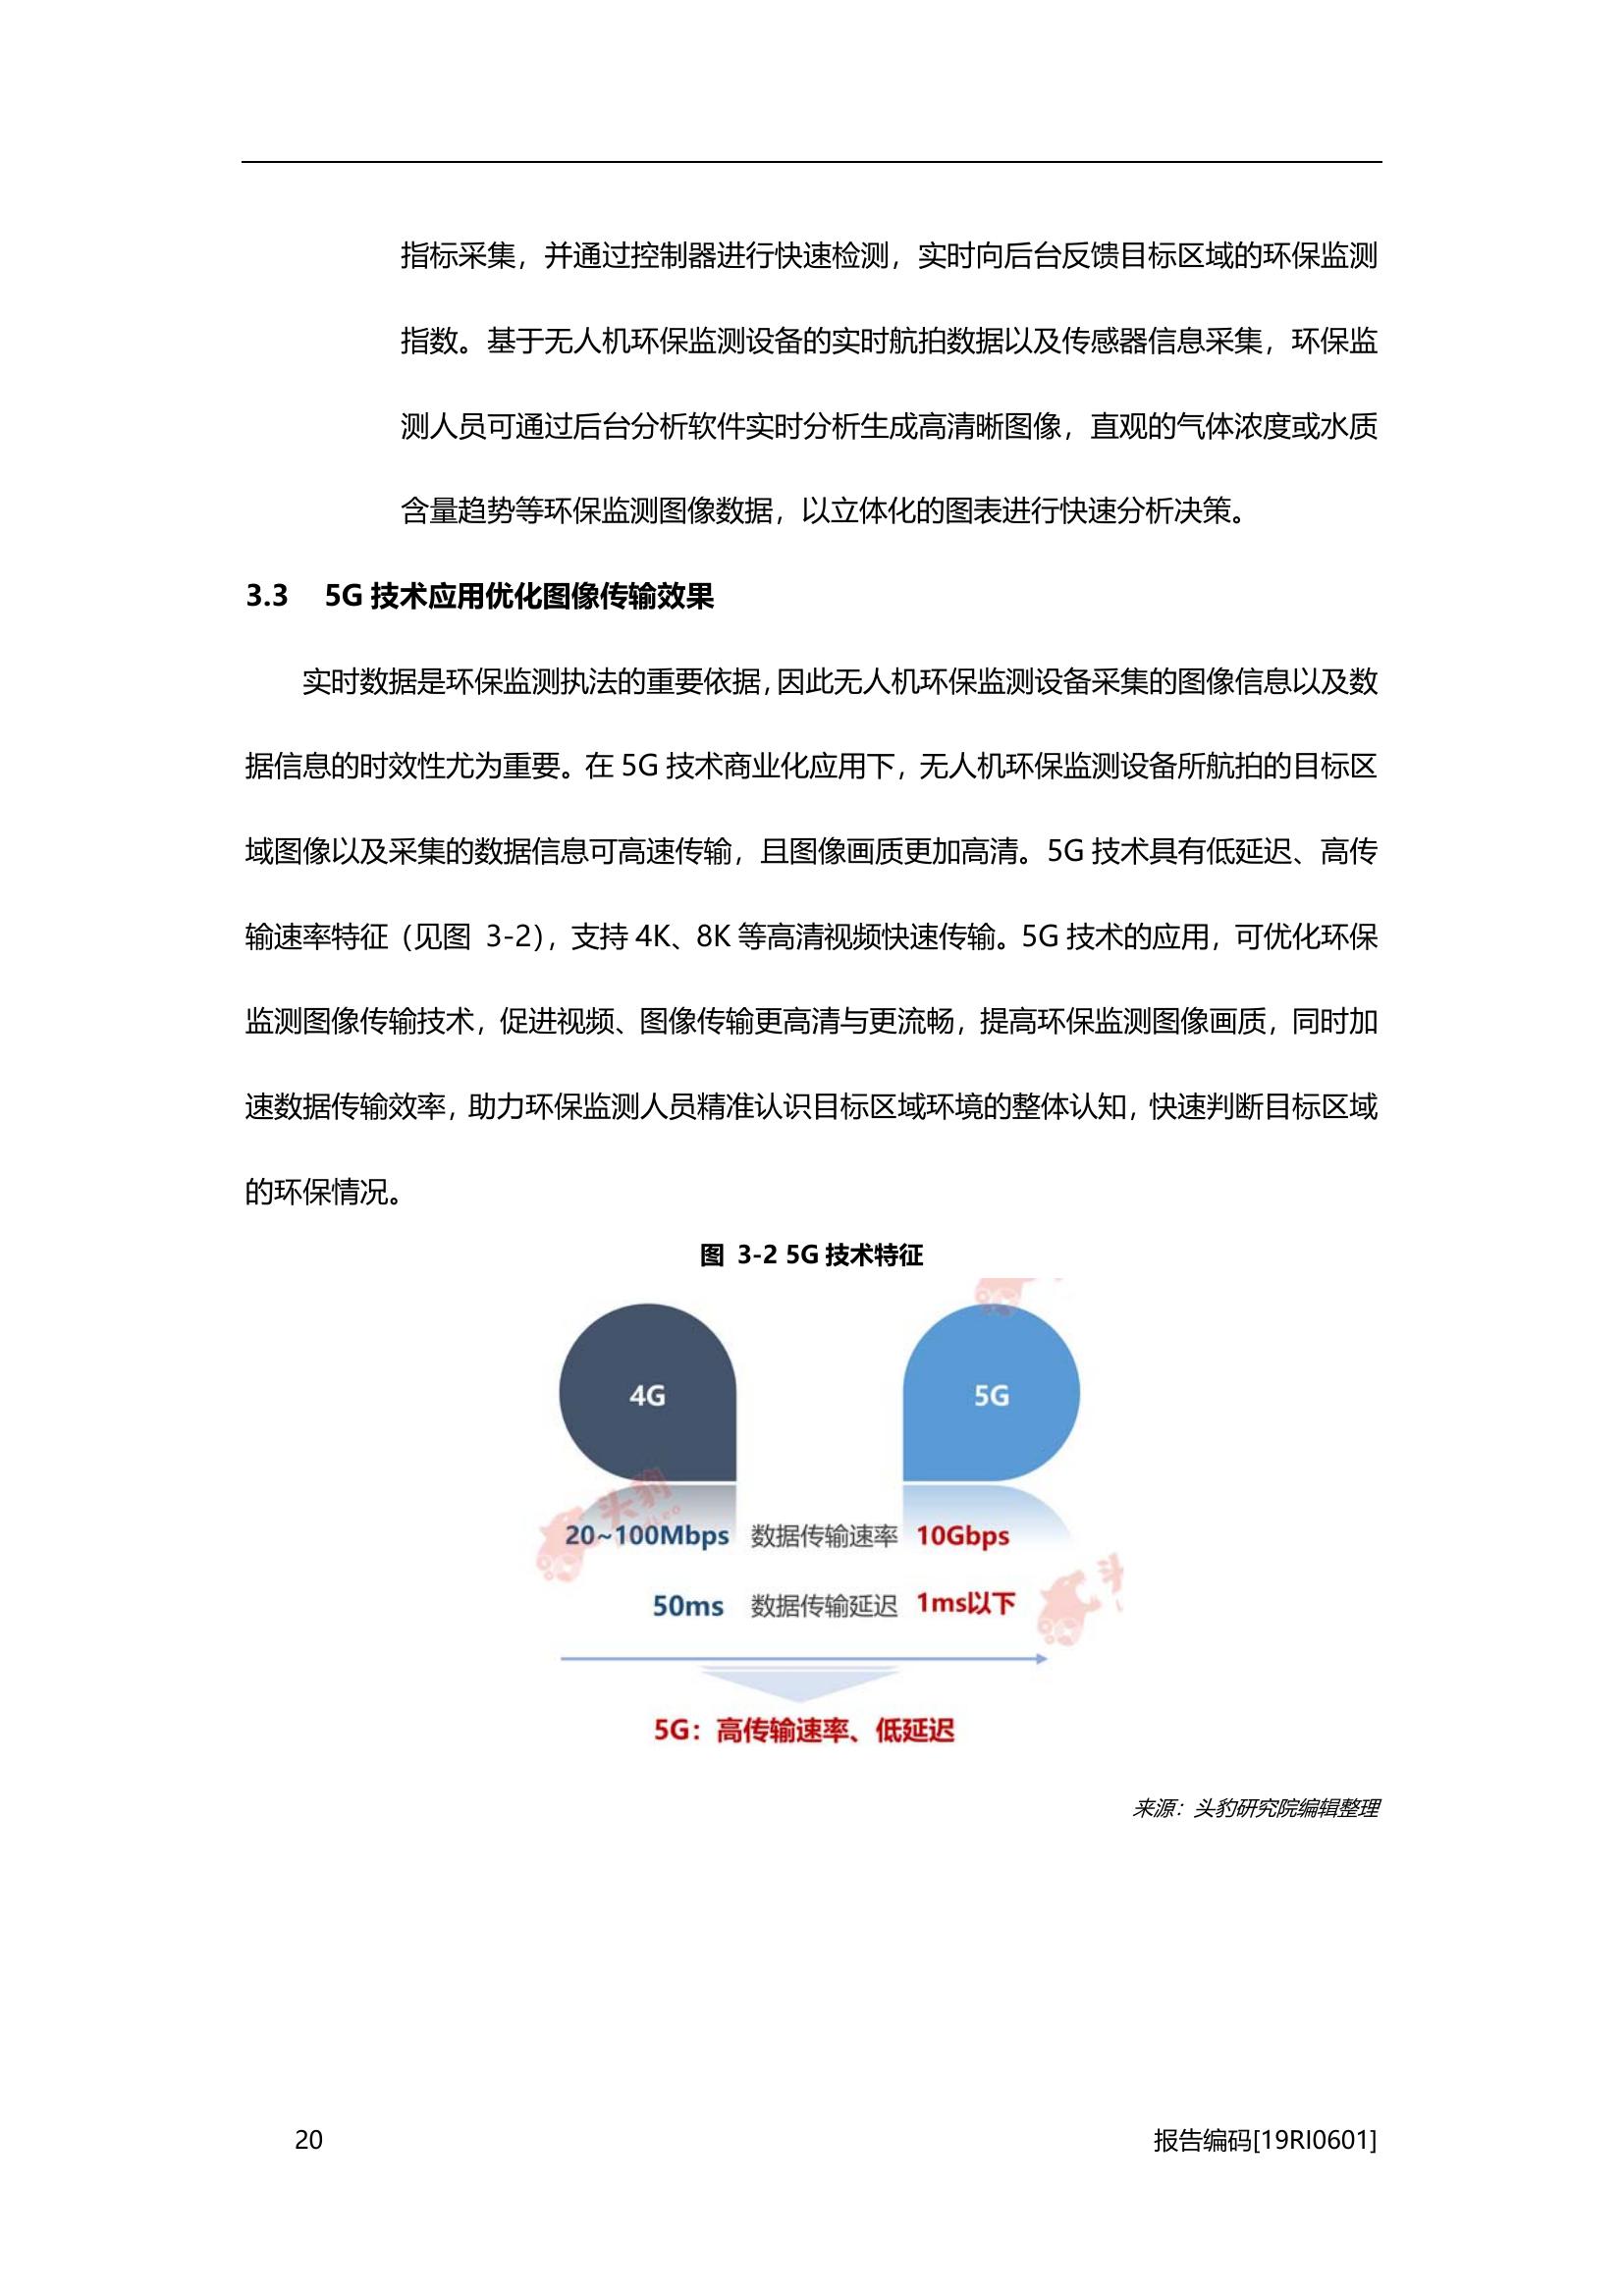 指标采集，并通过控制器进行快速检测，实时向后台反馈目标区域的环保监测
指数。基于无人机环保监测设备的实时航拍数据以及传感器信息采集，环保监
测人员可通过后台分析软件实时分析生成高清晰图像，直观的气体浓度或水质
含量趋势等环保监测图像数据，以立体化的图表进行快速分析决策。
3.3 5G 技术应用优化图像传输效果
实时数据是环保监测执法的重要依据，因此无人机环保监测设备采集的图像信息以及数
据信息的时效性尤为重要。在 5G 技术商业化应用下，无人机环保监测设备所航拍的目标区
域图像以及采集的数据信息可高速传输，且图像画质更加高清。5G 技术具有低延迟、高传
输速率特征（见图 3-2），支持 4K、8K 等高清视频快速传输。5G 技术的应用，可优化环保
监测图像传输技术，促进视频、图像传输更高清与更流畅，提高环保监测图像画质，同时加
速数据传输效率，助力环保监测人员精准认识目标区域环境的整体认知，快速判断目标区域
的环保情况。
图 3-2 5G 技术特征
4G 5G
头豹
20~100Mbps 数据传输速率 10Gbps
50ms 数据传输延迟 1ms以下
5G：高传输速率、低延迟
来源：头豹研究院编辑整理
20 报告编码[19RI0601]